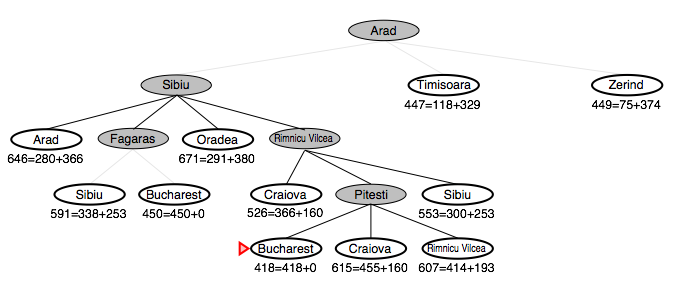 Arad
Sibiu
Timisoara
Zerind
447=118+329
449=75+374
Arad
Fagaras
Oradea
Rimnicu Vilcea
646=280+366
671=291+380
Sibiu
Bucharest
Craiova
Pitesti
Sibiu
591=338+253
450=450+0
526=366+160
553=300+253
Bucharest
Craiova
Rimnicu Vilcea
418=418+0
615=455+160
607=414+193